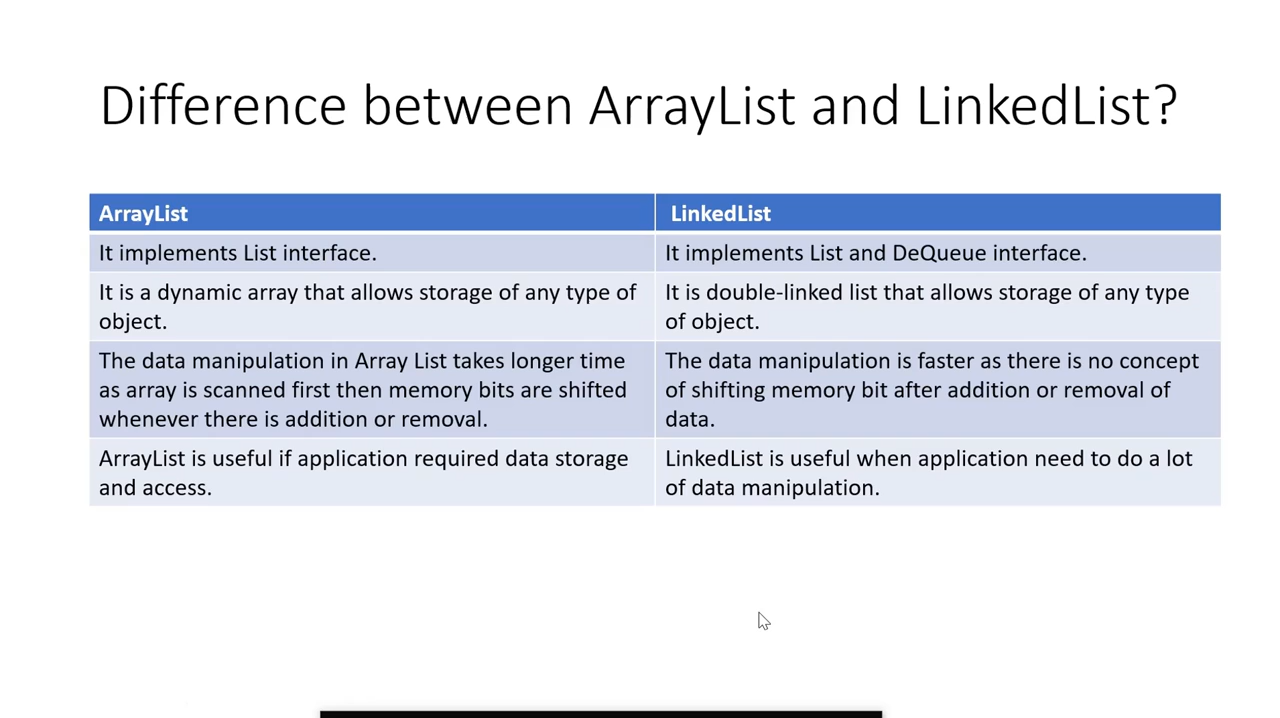 Difference between ArrayList and LinkedList?
ArrayList
LinkedList
It implements List interface.
It implements List and DeQueue interface.
It is a dynamic array that allows storage of any type of
object.
It is double-linked list that allows storage of any type
of object.
The data manipulation in Array List takes longer time
as array is scanned first then memory bits are shifted
whenever there is addition or removal.
The data manipulation is faster as there is no concept
of shifting memory bit after addition or removal of
data.
ArrayList is useful if application required data storage
and access.
LinkedList is useful when application need to do a lot
of data manipulation.